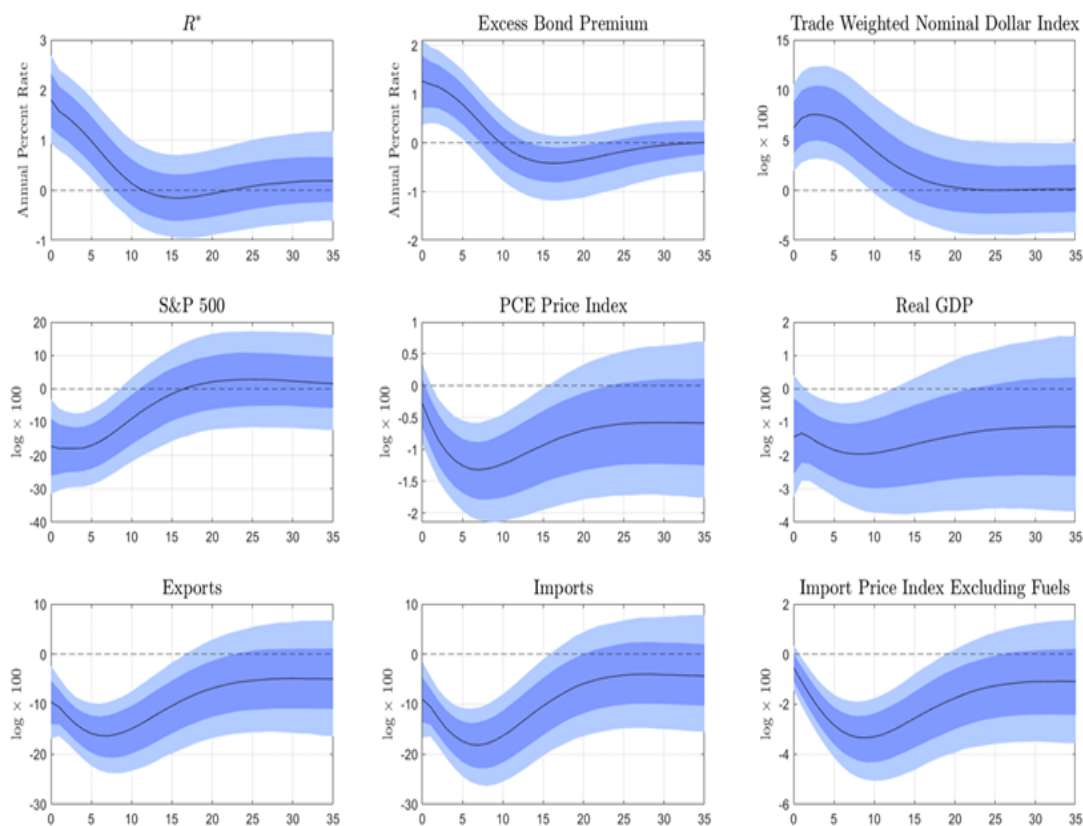 R*
Excess Bond Premium
Trade Weighted Nominal Dollar Index
Annual Percent Rate
3
2
1
0
-1
0 5 10 15 20 25 30 35
Annual Percent Rate
2
1
0
-1
-2
0 5 10 15 20 25 30 35
log × 100
15
10
5
0
-5
0 5 10 15 20 25 30 35
S&P 500
PCE Price Index
Real GDP
log × 100
20
10
0
-10
-20
-30
-40
0 5 10 15 20 25 30 35
log × 100
1
0.5
0
-0.5
-1
-1.5
-2
0 5 10 15 20 25 30 35
log × 100
2
1
0
-1
-2
-3
-4
0 5 10 15 20 25 30 35
Exports
Imports
Import Price Index Excluding Fuels
log × 100
10
0
-10
-20
-30
0 5 10 15 20 25 30 35
log × 100
10
0
-10
-20
-30
0 5 10 15 20 25 30 35
log × 100
2
0
-2
-4
-6
0 5 10 15 20 25 30 35